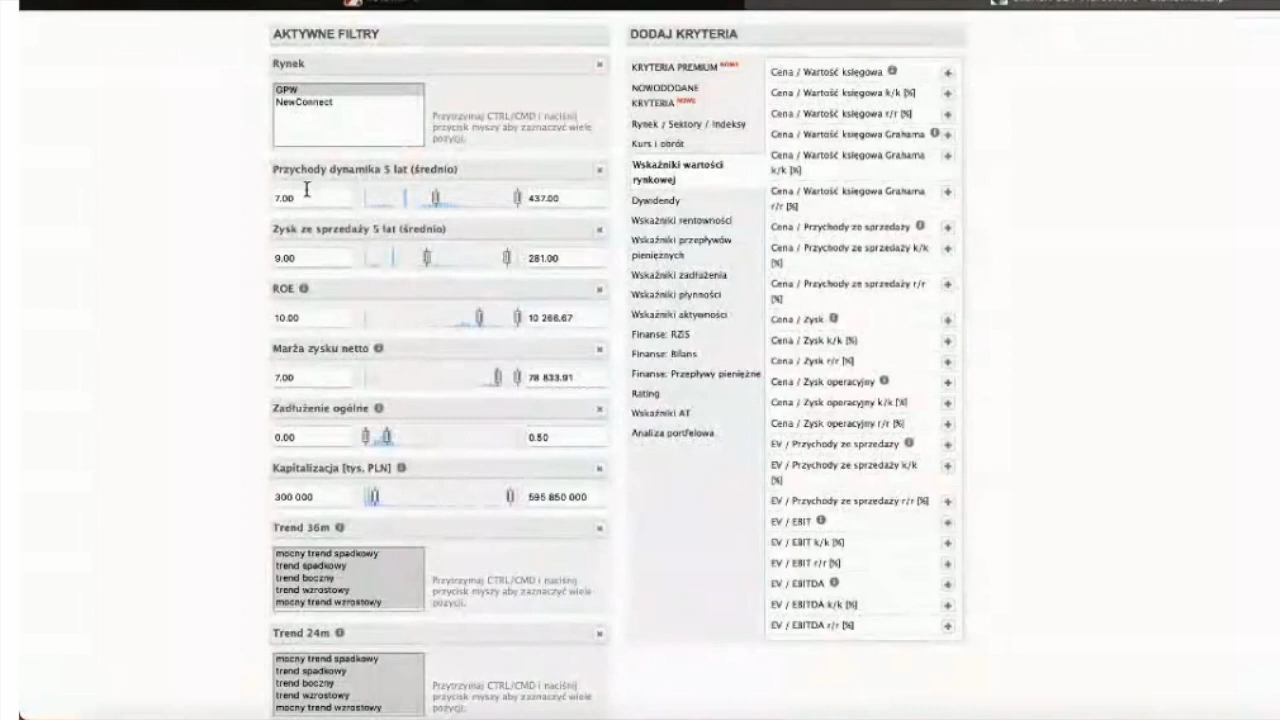 AKTYWNE FILTRY
Rynek
GPW
NewConnect
Przytrzymaj CTRL/CMD i naciśnij
przycisk myszy aby zaznaczyć wiele
pozycji.
Przychody dynamika 5 lat (średnio)
7.00
437.00
Zysk ze sprzedaży 5 lat (średnio)
9.00
281.00
ROE
10.00
10 266.67
Marża zysku netto
7.00
78 833.91
Zadłużenie ogólne
0.00
0.50
Kapitalizacja [tys. PLN]
300 000
595 850 000
Trend 36m
mocny trend spadkowy
trend spadkowy
trend boczny
trend wzrostowy
mocny trend wzrostowy
Przytrzymaj CTRL/CMD i naciśnij
przycisk myszy aby zaznaczyć wiele
pozycji.
Trend 24m
mocny trend spadkowy
trend spadkowy
trend boczny
trend wzrostowy
mocny trend wzrostowy
Przytrzymaj CTRL/CMD i naciśnij
przycisk myszy aby zaznaczyć wiele
pozycji.
DODAJ KRYTERIA
KRYTERIA PREMIUM NOWE
NOWODODANE
KRYTERIA NOWE
Rynek / Sektory / Indeksy
Kurs i obrót
Wskaźniki wartości
rynkowej
Dywidendy
Wskaźniki rentowności
Wskaźniki przepływów
pieniężnych
Wskaźniki zadłużenia
Wskaźniki płynności
Wskaźniki aktywności
Finanse: RZiS
Finanse: Bilans
Finanse: Przepływy pieniężne
Rating
Wskaźniki AT
Analiza portfelowa
Cena / Wartość księgowa
Cena / Wartość księgowa k/k [%]
Cena / Wartość księgowa r/r [%]
Cena / Wartość księgowa Grahama
Cena / Wartość księgowa Grahama
k/k [%]
Cena / Wartość księgowa Grahama
r/r [%]
Cena / Przychody ze sprzedaży
Cena / Przychody ze sprzedaży k/k
[%]
Cena / Przychody ze sprzedaży r/r
[%]
Cena / Zysk
Cena / Zysk k/k [%]
Cena / Zysk r/r [%]
Cena / Zysk operacyjny
Cena / Zysk operacyjny k/k [%]
Cena / Zysk operacyjny r/r [%]
EV / Przychody ze sprzedaży
EV / Przychody ze sprzedaży k/k
[%]
EV / Przychody ze sprzedaży r/r [%]
EV / EBIT
EV / EBIT k/k [%]
EV / EBIT r/r [%]
EV / EBITDA
EV / EBITDA k/k [%]
EV / EBITDA r/r [%]